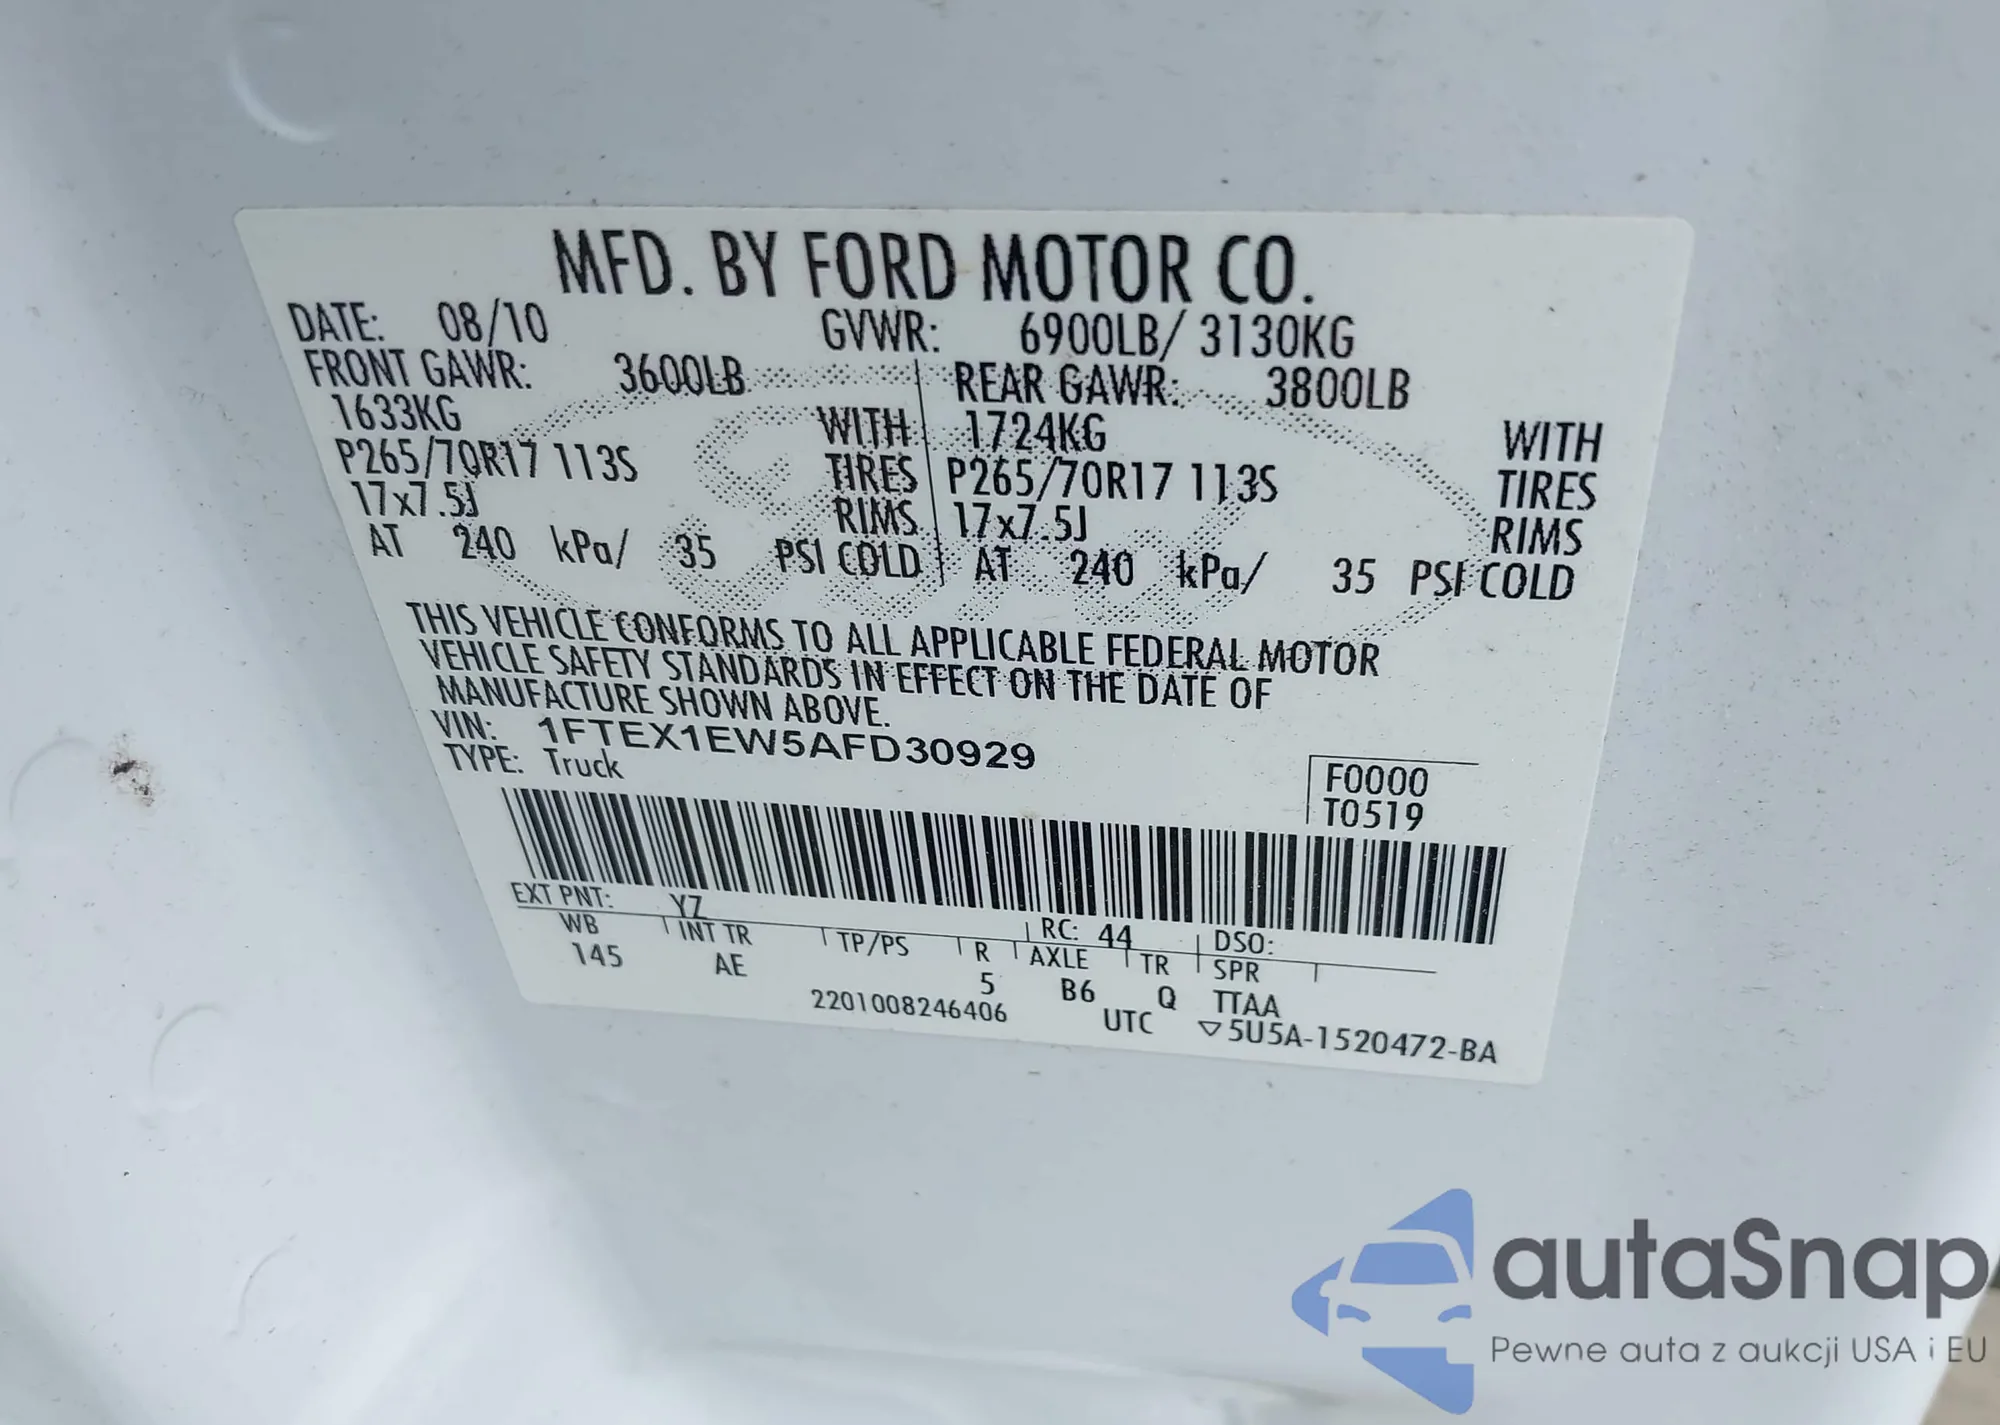 MFD. BY FORD MOTOR CO.
DATE: 08/10 GVWR: 6900LB/ 3130KG
FRONT GAWR: 3600LB REAR GAWR: 3800LB
1633KG WITH 1724KG WITH
P265/70R17 113S TIRES P265/70R17 113S TIRES
17x7.5J RIMS 17x7.5J RIMS
AT 240 kPa/ 35 PSI COLD AT 240 kPa/ 35 PSI COLD
THIS VEHICLE CONFORMS TO ALL APPLICABLE FEDERAL MOTOR
VEHICLE SAFETY STANDARDS IN EFFECT ON THE DATE OF
MANUFACTURE SHOWN ABOVE.
VIN: 1FTEX1EW5AFD30929
TYPE: Truck
F0000
T0519
EXT PNT: YZ RC: 44 DSO:
WB INT TR TP/PS R AXLE TR SPR
145 AE 5 B6 Q TTAA
2201008246406 UTC ▽5U5A-1520472-BA
autaSnap
Pewne auta z aukcji USA i EU